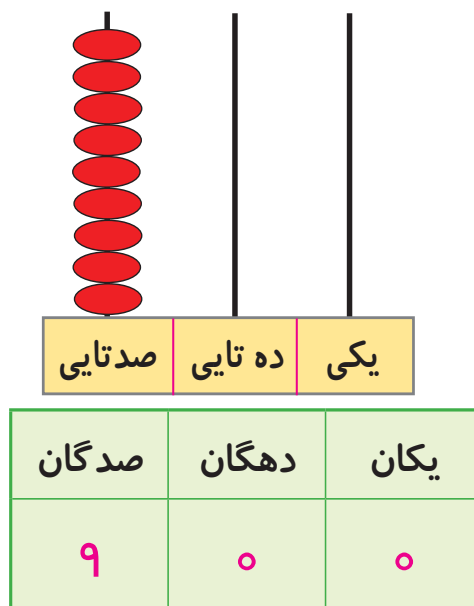 یکی ده تایی صدتایی
یکان دهگان صدگان
۰ ۰ ۹